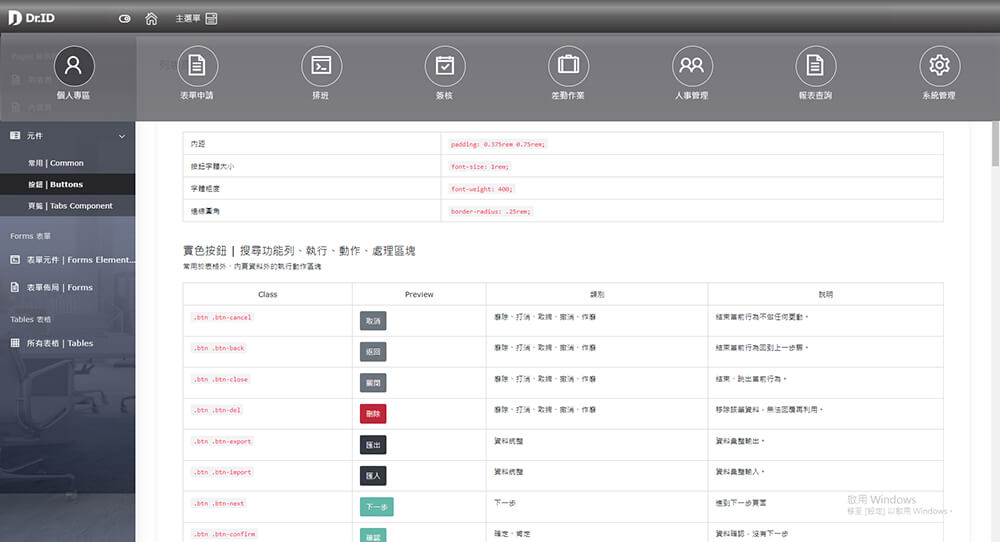 Dr.ID 主選單
個人專區 表單申請 排班 簽核 差勤作業 人事管理 報表查詢 系統管理
元件
常用 | Common
按鈕 | Buttons
頁籤 | Tabs Component
Forms 表單
表單元件 | Forms Element...
表單佈局 | Forms
Tables 表格
所有表格 | Tables
內距 padding: 0.375rem 0.75rem;
按鈕字體大小 font-size: 1rem;
字體粗度 font-weight: 400;
邊線圓角 border-radius: .25rem;
實色按鈕 | 搜尋功能列、執行、動作、處理區塊
常用於表格外、內頁資料外的執行動作區塊
Class Preview 類別 說明
.btn .btn-cancel 取消 廢除、打消、取締、撤消、作廢 結束當前行為不做任何更動。
.btn .btn-back 返回 廢除、打消、取締、撤消、作廢 結束當前行為回到上一步驟。
.btn .btn-close 關閉 廢除、打消、取締、撤消、作廢 結束、跳出當前行為。
.btn .btn-del 刪除 廢除、打消、取締、撤消、作廢 移除該筆資料，無法回覆再利用。
.btn .btn-export 匯出 資料統整 資料彙整輸出。
.btn .btn-import 匯入 資料統整 資料彙整輸入。
.btn .btn-next 下一步 下一步 進到下一步頁面
.btn .btn-confirm 確認 確定、肯定 資料確認，沒有下一步
啟用 Windows
移至 [設定] 以啟用 Windows。